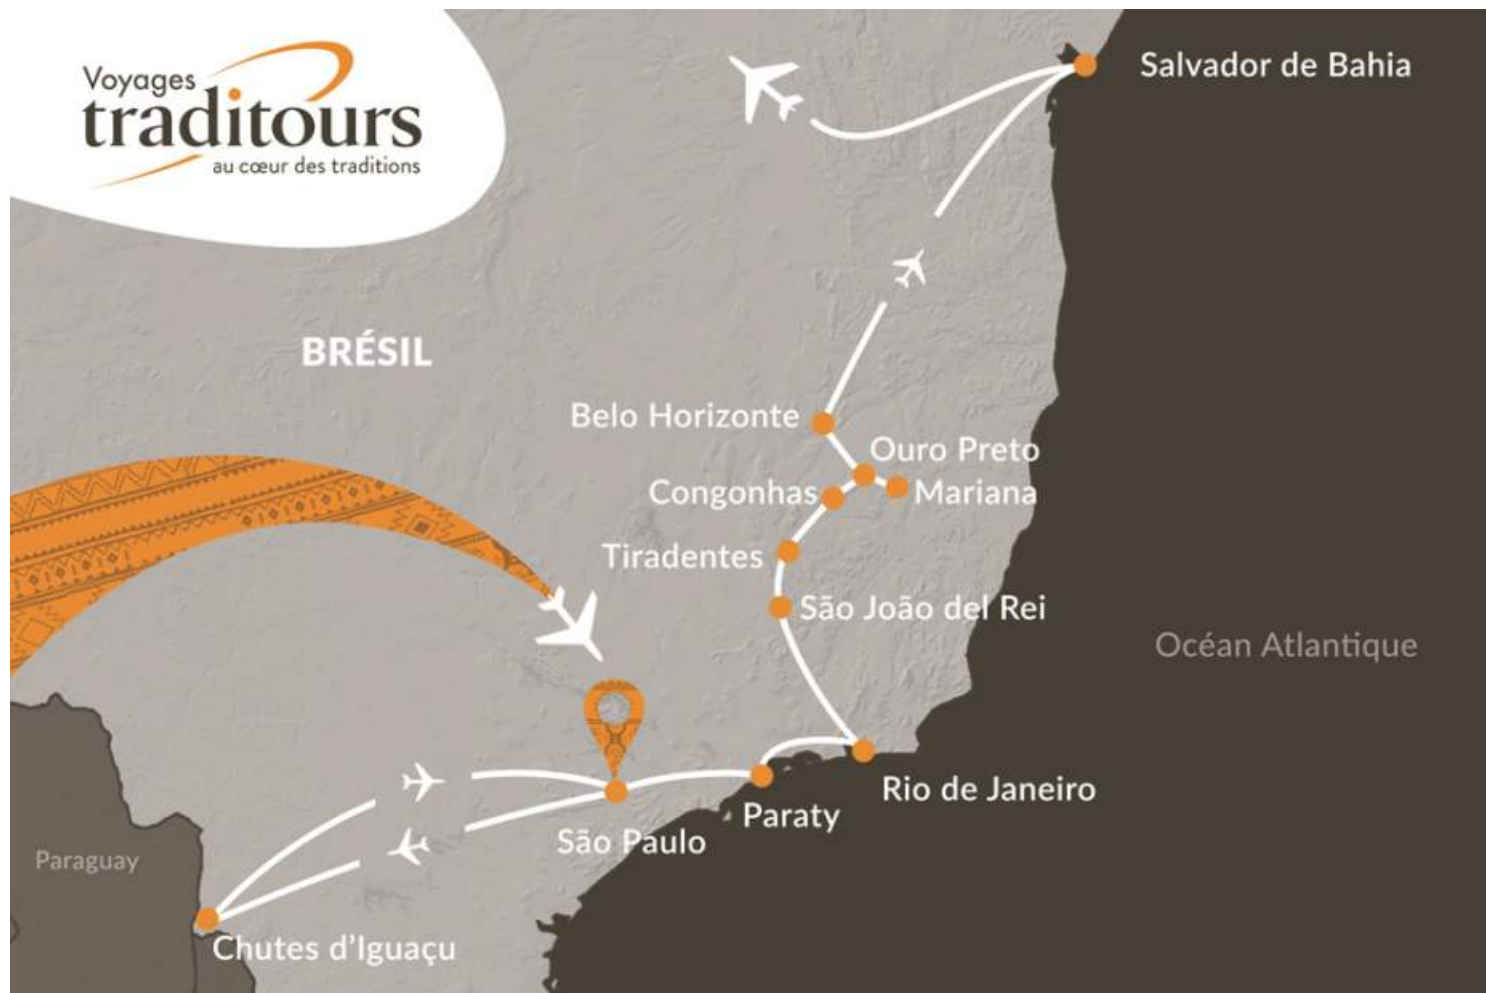 Voyages
traditours
au cœur des traditions
Salvador de Bahia
BRÉSIL
Belo Horizonte
Ouro Preto
Congonhas
Mariana
Tiradentes
São João del Rei
Océan Atlantique
Rio de Janeiro
Paraty
São Paulo
Paraguay
Chutes d’Iguaçu